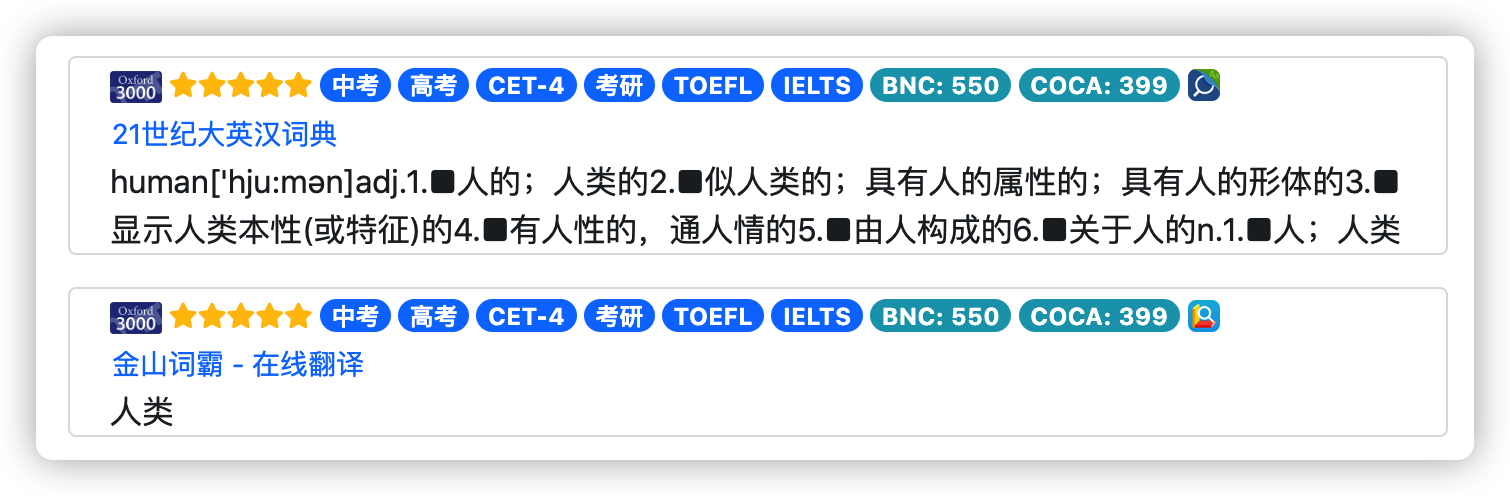 Oxford 3000 中考 高考 CET-4 考研 TOEFL IELTS BNC: 550 COCA: 399
21世纪大英汉词典
human['hju:mən]adj.1.■人的；人类的2.■似人类的；具有人的属性的；具有人的形体的3.■
显示人类本性(或特征)的4.■有人性的，通人情的5.■由人构成的6.■关于人的n.1.■人；人类
Oxford 3000 中考 高考 CET-4 考研 TOEFL IELTS BNC: 550 COCA: 399
金山词霸 - 在线翻译
人类